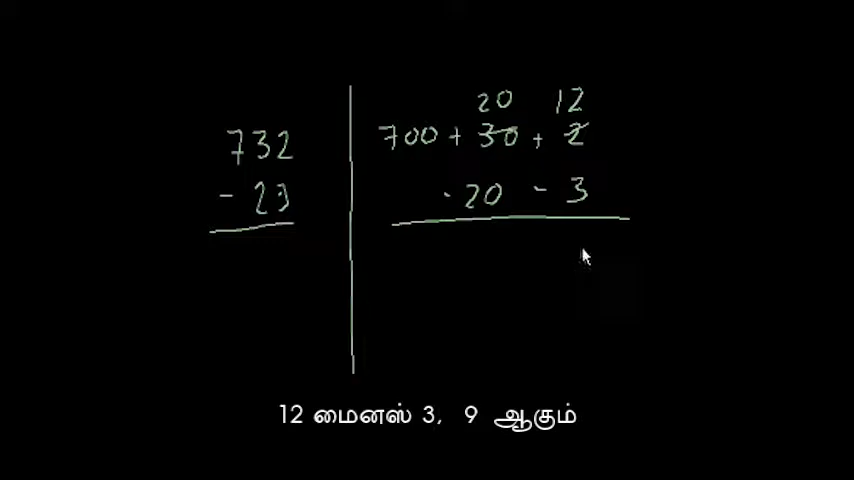 732
- 23
20 12
700 + 30 + 2
- 20 - 3
12 மைனஸ் 3, 9 ஆகும்